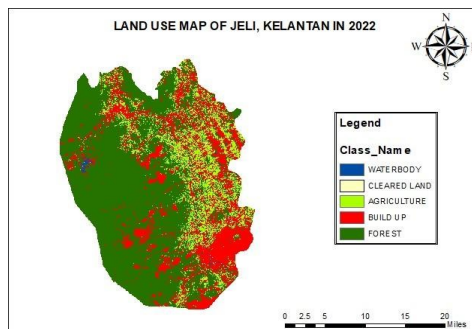 LAND USE MAP OF JELI, KELANTAN IN 2022
N
W
E
S
Legend
Class_Name
WATERBODY
CLEARED LAND
AGRICULTURE
BUILD UP
FOREST
0 2.5 5 10 15 20
Miles